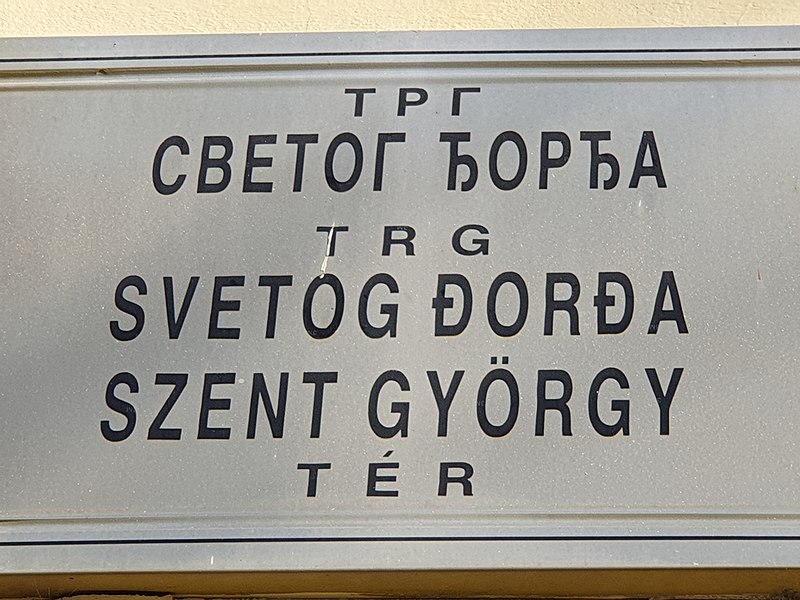 ТРГ
СВЕТОГ ЂОРЂА
TRG
SVETOG ĐORĐA
SZENT GYÖRGY
TÉR